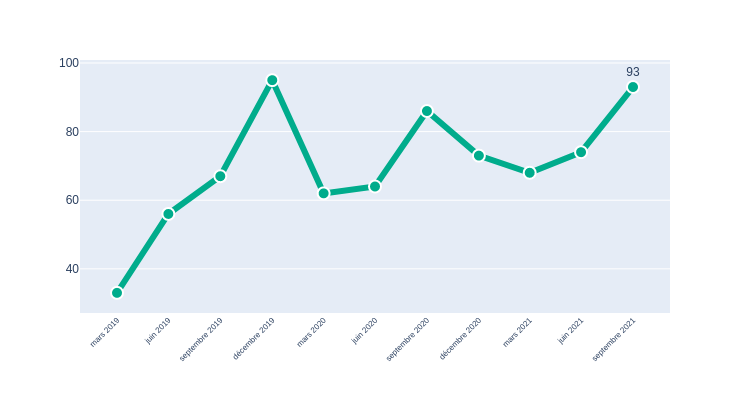 100
93
80
60
40
mars 2019
juin 2019
septembre 2019
décembre 2019
mars 2020
juin 2020
septembre 2020
décembre 2020
mars 2021
juin 2021
septembre 2021